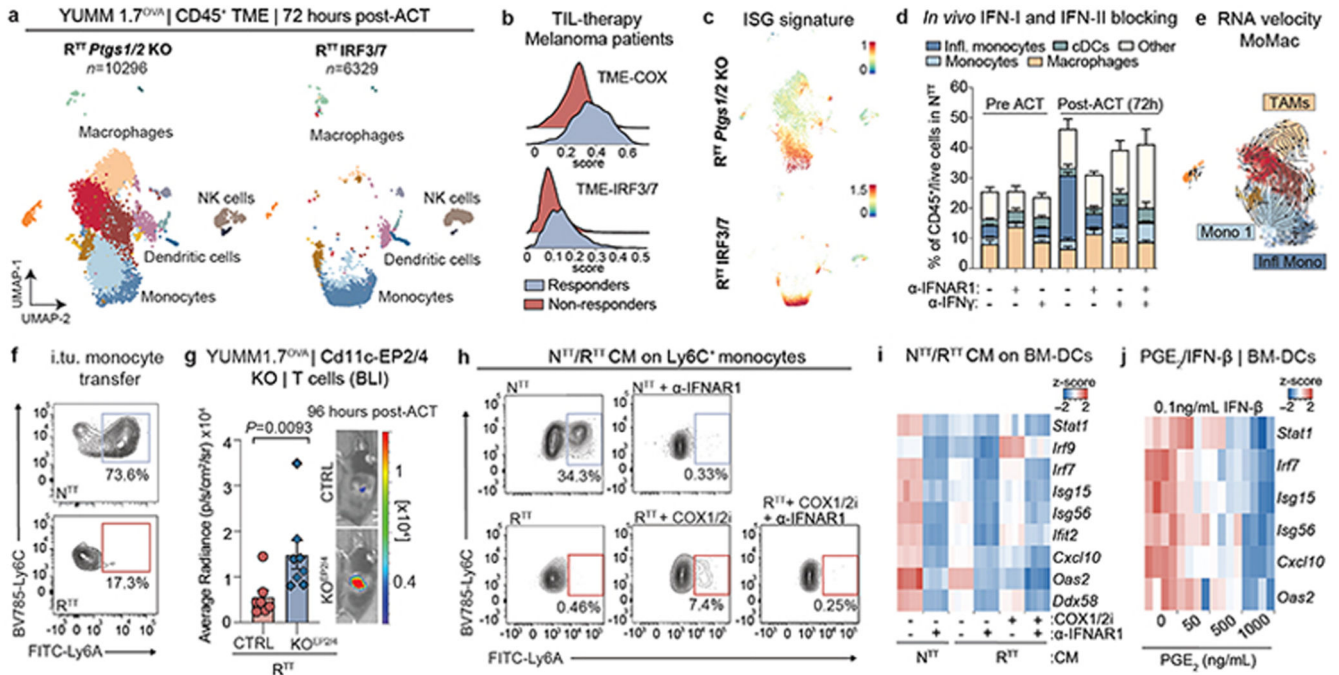 a
YUMM 1.7OVA | CD45+ TME | 72 hours post-ACT
RTT Ptgs1/2 KO
n=10296
RTT IRF3/7
n=6329
Macrophages
Macrophages
NK cells
NK cells
Dendritic cells
Dendritic cells
Monocytes
Monocytes
UMAP-1
UMAP-2
b
TIL-therapy
Melanoma patients
TME-COX
0 0.2 0.4 0.6
score
TME-IRF3/7
0 0.1 0.2 0.3 0.4 0.5
score
Responders
Non-responders
c
ISG signature
RTT Ptgs1/2 KO
1
0
RTT IRF3/7
1.5
0
d
In vivo IFN-I and IFN-II blocking
Infl. monocytes
cDCs
Other
Monocytes
Macrophages
% of CD45+/live cells in NTT
60
50
40
30
20
10
0
Pre ACT
Post-ACT (72h)
α-IFNAR1: - + - - + - +
α-IFNγ: - - + - - + +
e
RNA velocity
MoMac
TAMs
Mono 1
Infl Mono
f
i.tu. monocyte
transfer
73.6%
NTT
17.3%
RTT
BV785-Ly6C
FITC-Ly6A
g
YUMM1.7OVA | Cd11c-EP2/4
KO | T cells (BLI)
P=0.0093
Average Radiance (p/s/cm²/sr) x10⁴
4
3
2
1
0
CTRL
KOEP2/4
RTT
96 hours post-ACT
CTRL
KOEP2/4
1
0.4
h
NTT/RTT CM on Ly6C+ monocytes
NTT
34.3%
NTT + α-IFNAR1
0.33%
RTT
0.46%
RTT + COX1/2i
7.4%
RTT + COX1/2i
+ α-IFNAR1
0.25%
BV785-Ly6C
FITC-Ly6A
i
NTT/RTT CM on BM-DCs
z-score
−2 2
Stat1
Irf9
Irf7
Isg15
Isg56
Ifit2
Cxcl10
Oas2
Ddx58
:COX1/2i
:α-IFNAR1
NTT
RTT
:CM
j
PGE2/IFN-β | BM-DCs
z-score
−2 2
0.1ng/mL IFN-β
Stat1
Irf7
Isg15
Isg56
Cxcl10
Oas2
0
50
500
1000
PGE2 (ng/mL)